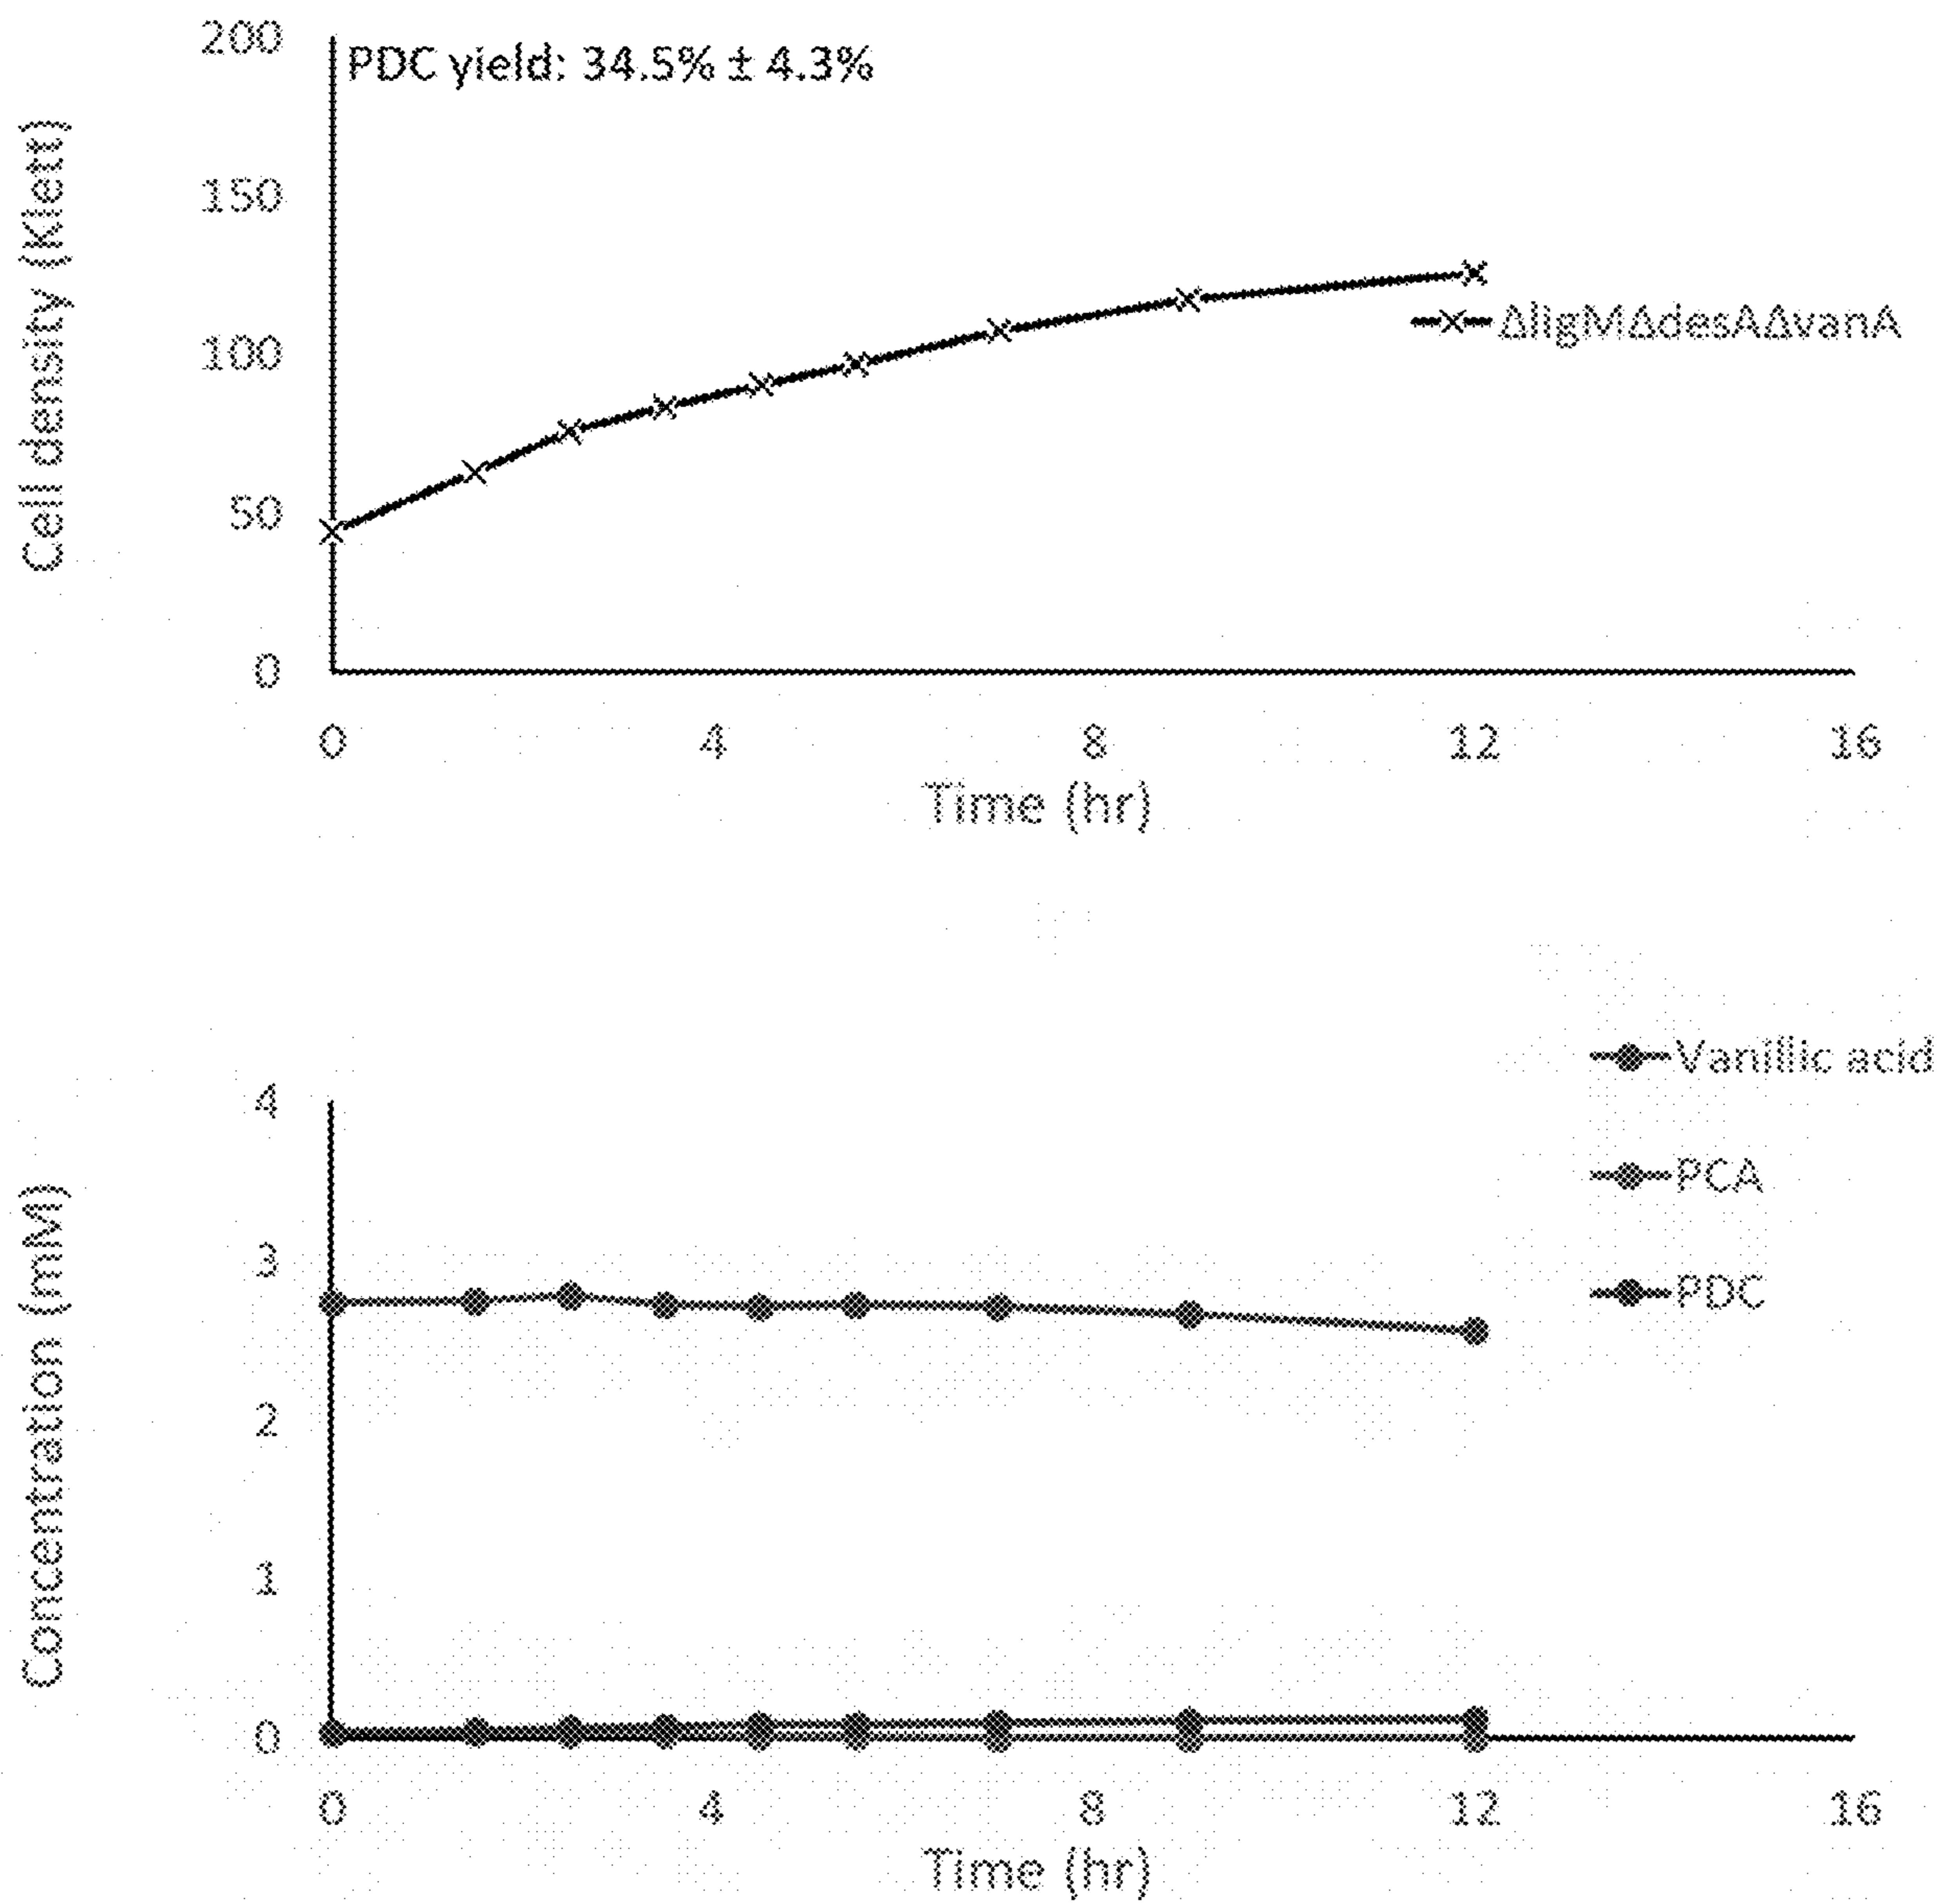 200
PDC yield: 34.5% ± 4.3%
150
100
50
0
Cell density (Klett)
ΔligMΔdesAΔvanA
0 4 8 12 16
Time (hr)
Vanillic acid
PCA
PDC
4
3
2
1
0
Concentration (mM)
0 4 8 12 16
Time (hr)